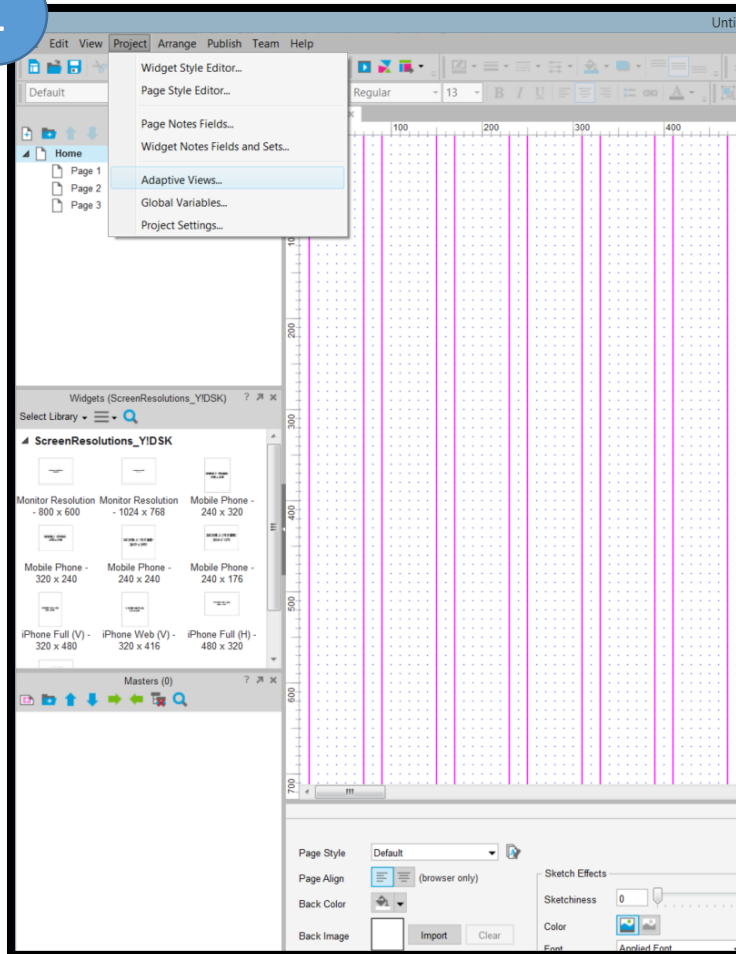 Unti
Edit View Project Arrange Publish Team Help
Widget Style Editor...
Page Style Editor...
Page Notes Fields...
Widget Notes Fields and Sets...
Adaptive Views...
Global Variables...
Project Settings...
Default
Regular 13 B I U
100 200 300 400
Home
Page 1
Page 2
Page 3
200
300
400
500
600
700
Widgets (ScreenResolutions_Y!DSK) ?
Select Library
ScreenResolutions_Y!DSK
Monitor Resolution - 800 x 600
Monitor Resolution - 1024 x 768
Mobile Phone - 240 x 320
Mobile Phone - 320 x 240
Mobile Phone - 240 x 240
Mobile Phone - 240 x 176
iPhone Full (V) - 320 x 480
iPhone Web (V) - 320 x 416
iPhone Full (H) - 480 x 320
Masters (0) ?
Page Style Default
Page Align (browser only)
Back Color
Back Image Import Clear
Sketch Effects
Sketchiness 0
Color
Font Applied Font